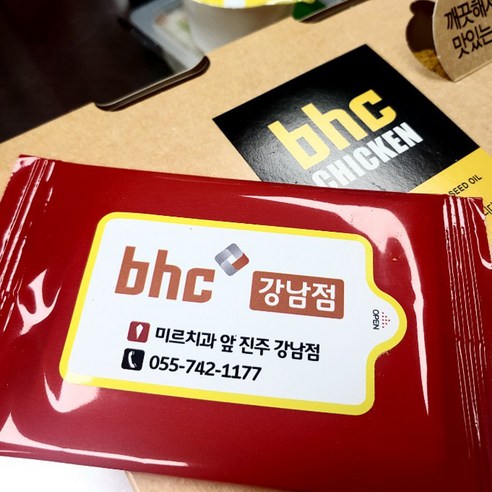 깨끗해
맛있는
bhc
CHICKEN
SEED OIL
bhc 강남점
OPEN
미르치과 앞 진주 강남점
055-742-1177